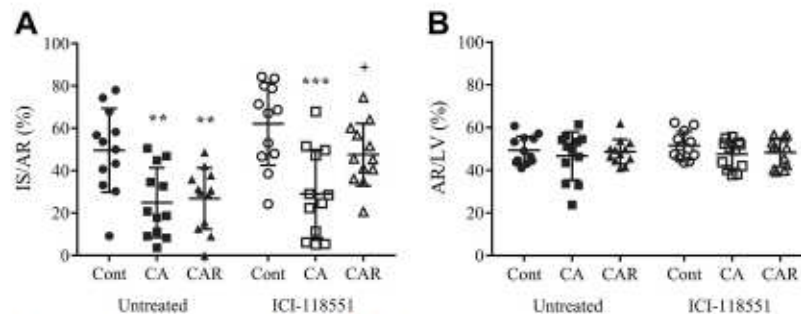 A
IS/AR (%)
100
80
60
40
20
0
** ** *** +
Cont CA CAR Cont CA CAR
Untreated ICI-118551
B
AR/LV (%)
100
80
60
40
20
0
Cont CA CAR Cont CA CAR
Untreated ICI-118551